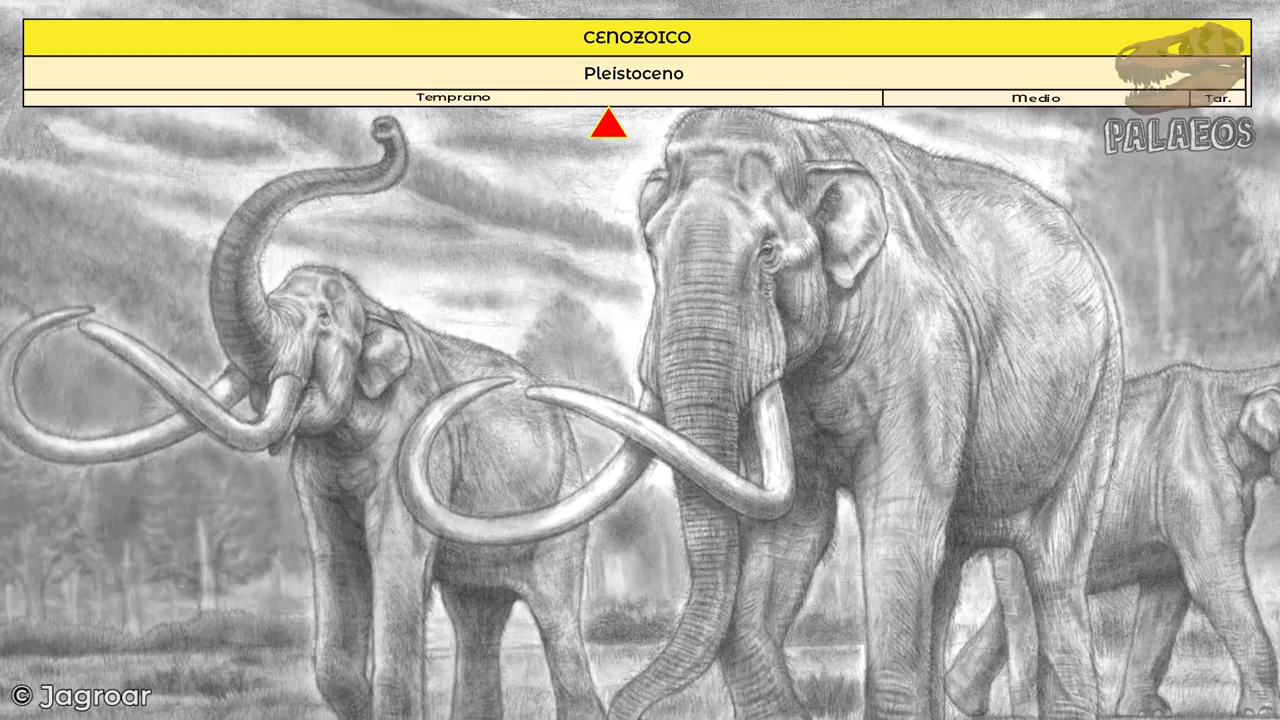 CENOZOICO
Pleistoceno
Temprano
Medio
Tar.
PALAEOS
© Jagroar